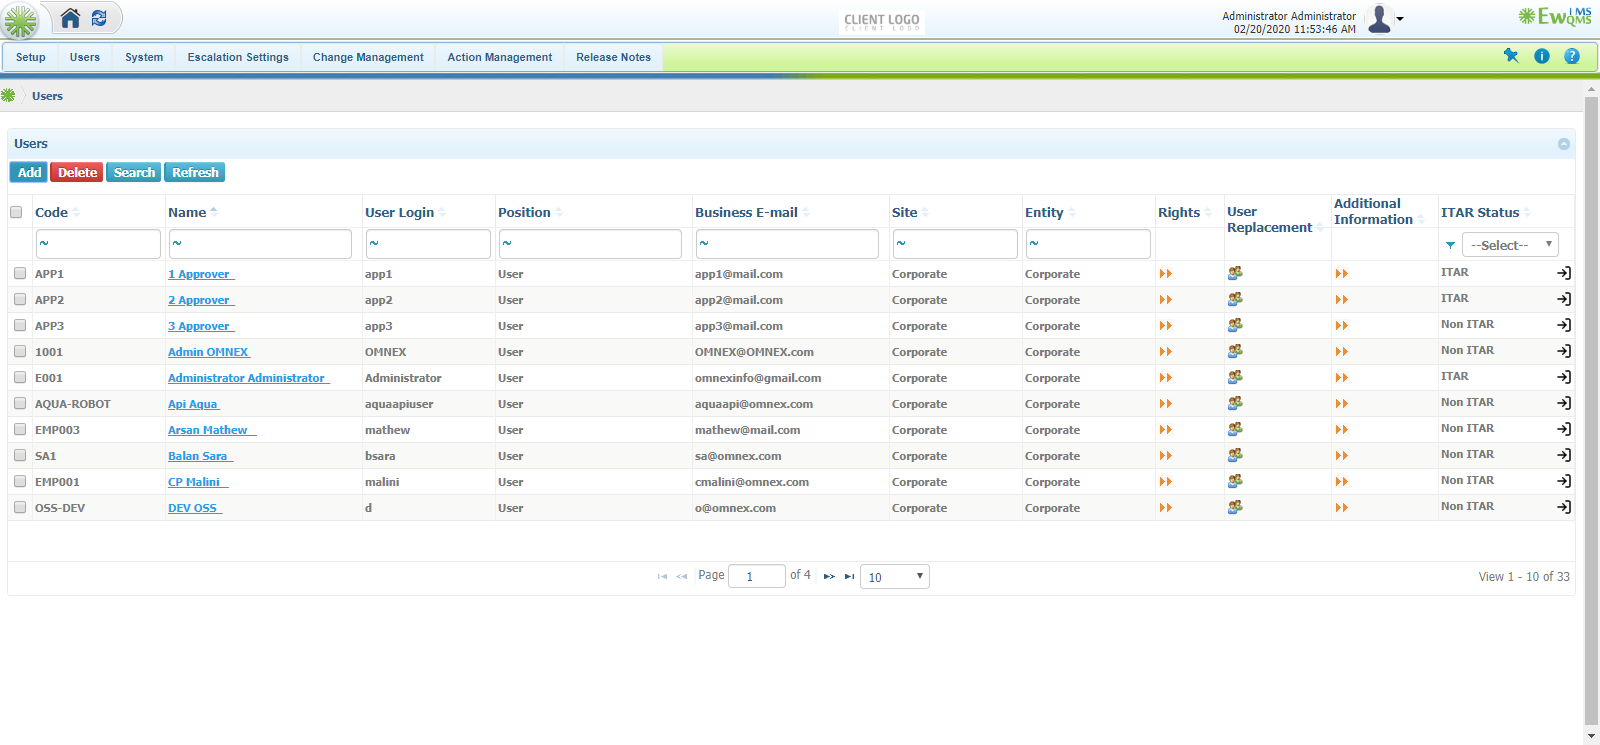 CLIENT LOGO
CLIENT LOGO
Administrator Administrator
02/20/2020 11:53:46 AM
EwQMS IMS
Setup Users System Escalation Settings Change Management Action Management Release Notes
Users
Users
Add Delete Search Refresh
Code Name User Login Position Business E-mail Site Entity Rights User Replacement Additional Information ITAR Status
~ ~ ~ ~ ~ ~ ~ --Select--
APP1 1 Approver app1 User app1@mail.com Corporate Corporate ITAR
APP2 2 Approver app2 User app2@mail.com Corporate Corporate ITAR
APP3 3 Approver app3 User app3@mail.com Corporate Corporate Non ITAR
1001 Admin OMNEX OMNEX User OMNEX@OMNEX.com Corporate Corporate Non ITAR
E001 Administrator Administrator Administrator User omnexinfo@gmail.com Corporate Corporate ITAR
AQUA-ROBOT Api Aqua aquaapiuser User aquaapi@omnex.com Corporate Corporate Non ITAR
EMP003 Arsan Mathew mathew User mathew@mail.com Corporate Corporate Non ITAR
SA1 Balan Sara bsara User sa@omnex.com Corporate Corporate Non ITAR
EMP001 CP Malini malini User cmalini@omnex.com Corporate Corporate Non ITAR
OSS-DEV DEV OSS d User o@omnex.com Corporate Corporate Non ITAR
Page 1 of 4 10 View 1 - 10 of 33